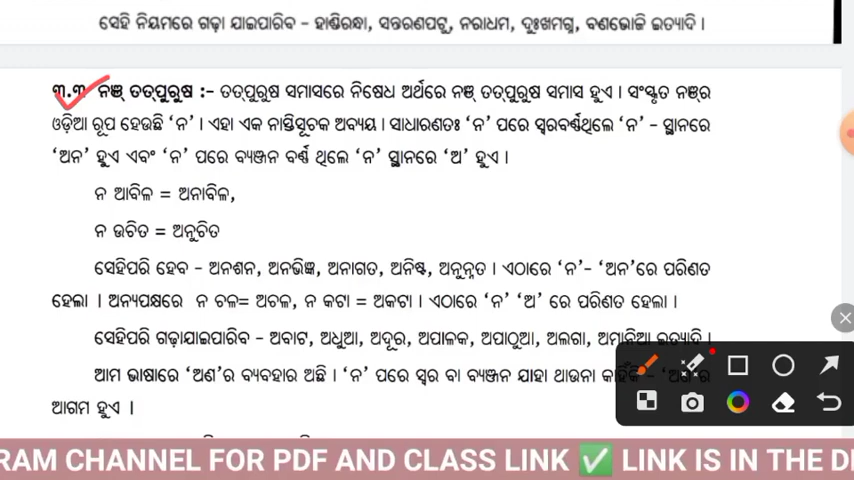 ସେହି ନିୟମରେ ଗଢ଼ା ଯାଇପାରିବ – ହାଣ୍ଡିରନ୍ଧା, ସନ୍ତରଣପଟୁ, ନରାଧମ, ଦୁଃଖମଗ୍ନ, ବଣଭୋଜି ଇତ୍ୟାଦି ।
୩.୩ ନଞ୍ ତତ୍‌ପୁରୁଷ :- ତତ୍‌ପୁରୁଷ ସମାସରେ ନିଷେଧ ଅର୍ଥରେ ନଞ୍ ତତ୍‌ପୁରୁଷ ସମାସ ହୁଏ । ସଂସ୍କୃତ ନଞ୍‌ର
ଓଡ଼ିଆ ରୂପ ହେଉଛି ‘ନ’ । ଏହା ଏକ ନାସ୍ତିସୂଚକ ଅବ୍ୟୟ । ସାଧାରଣତଃ ‘ନ’ ପରେ ସ୍ୱରବର୍ଣ୍ଣଥିଲେ ‘ନ’ – ସ୍ଥାନରେ
‘ଅନ’ ହୁଏ ଏବଂ ‘ନ’ ପରେ ବ୍ୟଞ୍ଜନ ବର୍ଣ୍ଣ ଥିଲେ ‘ନ’ ସ୍ଥାନରେ ‘ଅ’ ହୁଏ ।
ନ ଆବିଳ = ଅନାବିଳ,
ନ ଉଚିତ = ଅନୁଚିତ
ସେହିପରି ହେବ – ଅନଶନ, ଅନଭିଜ୍ଞ, ଅନାଗତ, ଅନିଷ୍ଟ, ଅନୁନ୍ନତ । ଏଠାରେ ‘ନ’- ‘ଅନ’ରେ ପରିଣତ
ହେଲା । ଅନ୍ୟପକ୍ଷରେ ନ ଚଳ= ଅଚଳ, ନ କଟା = ଅକଟା । ଏଠାରେ ‘ନ’ ‘ଅ’ ରେ ପରିଣତ ହେଲା ।
ସେହିପରି ଗଢ଼ାଯାଇପାରିବ – ଅବାଟ, ଅଧୁଆ, ଅଦୂର, ଅପାଳକ, ଅପାଠୁଆ, ଅଲଗା, ଅମାନିଆ ଇତ୍ୟାଦି ।
ଆମ ଭାଷାରେ ‘ଅଣ’ର ବ୍ୟବହାର ଅଛି । ‘ନ’ ପରେ ସ୍ୱର ବା ବ୍ୟଞ୍ଜନ ଯାହା ଥାଉନା କାହିଁକି – ‘ଅଣ’ର
ଆଗମ ହୁଏ ।
RAM CHANNEL FOR PDF AND CLASS LINK ✅ LINK IS IN THE